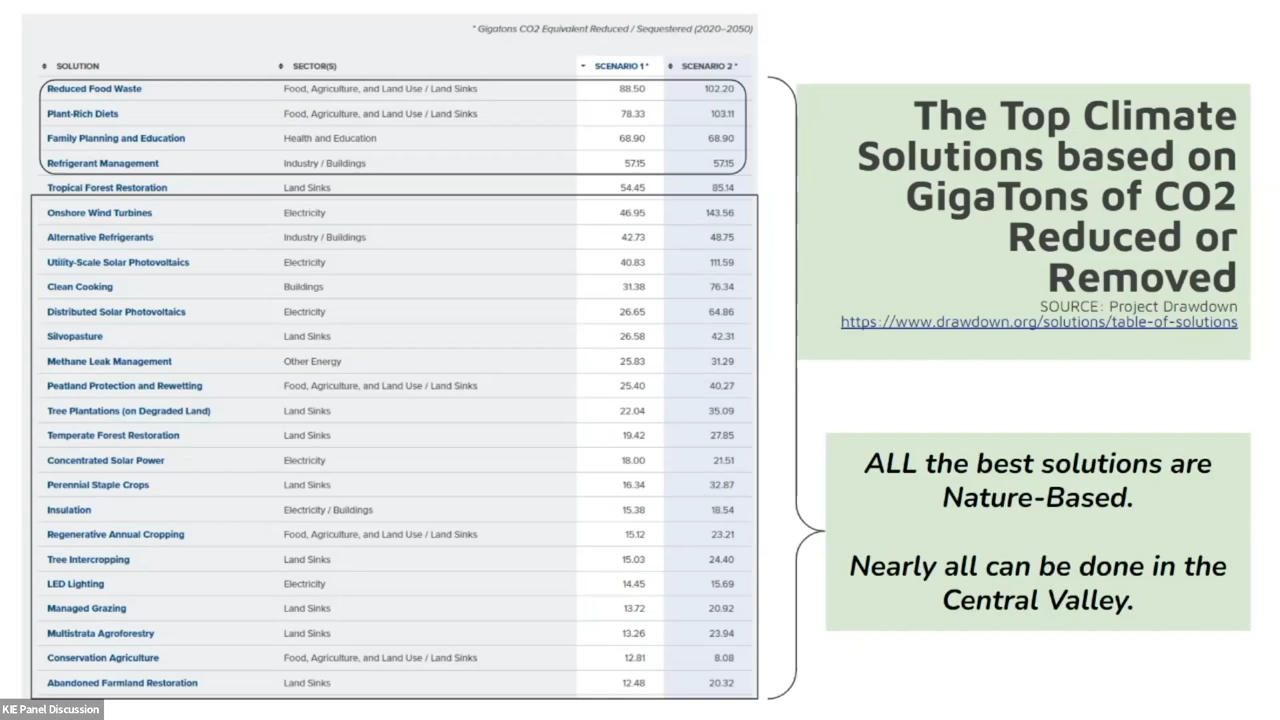 * Gigatons CO2 Equivalent Reduced / Sequestered (2020–2050)
SOLUTION SECTOR(S) SCENARIO 1 * SCENARIO 2 *
Reduced Food Waste Food, Agriculture, and Land Use / Land Sinks 88.50 102.20
Plant-Rich Diets Food, Agriculture, and Land Use / Land Sinks 78.33 103.11
Family Planning and Education Health and Education 68.90 68.90
Refrigerant Management Industry / Buildings 57.15 57.15
Tropical Forest Restoration Land Sinks 54.45 85.14
Onshore Wind Turbines Electricity 46.95 143.56
Alternative Refrigerants Industry / Buildings 42.73 48.75
Utility-Scale Solar Photovoltaics Electricity 40.83 111.59
Clean Cooking Buildings 31.38 76.34
Distributed Solar Photovoltaics Electricity 26.65 64.86
Silvopasture Land Sinks 26.58 42.31
Methane Leak Management Other Energy 25.83 31.29
Peatland Protection and Rewetting Food, Agriculture, and Land Use / Land Sinks 25.40 40.27
Tree Plantations (on Degraded Land) Land Sinks 22.04 35.09
Temperate Forest Restoration Land Sinks 19.42 27.85
Concentrated Solar Power Electricity 18.00 21.51
Perennial Staple Crops Land Sinks 16.34 32.87
Insulation Electricity / Buildings 15.38 18.54
Regenerative Annual Cropping Food, Agriculture, and Land Use / Land Sinks 15.12 23.21
Tree Intercropping Land Sinks 15.03 24.40
LED Lighting Electricity 14.45 15.69
Managed Grazing Land Sinks 13.72 20.92
Multistrata Agroforestry Land Sinks 13.26 23.94
Conservation Agriculture Food, Agriculture, and Land Use / Land Sinks 12.81 8.08
Abandoned Farmland Restoration Land Sinks 12.48 20.32
The Top Climate
Solutions based on
GigaTons of CO2
Reduced or
Removed
SOURCE: Project Drawdown
https://www.drawdown.org/solutions/table-of-solutions
ALL the best solutions are
Nature-Based.
Nearly all can be done in the
Central Valley.
KIE Panel Discussion